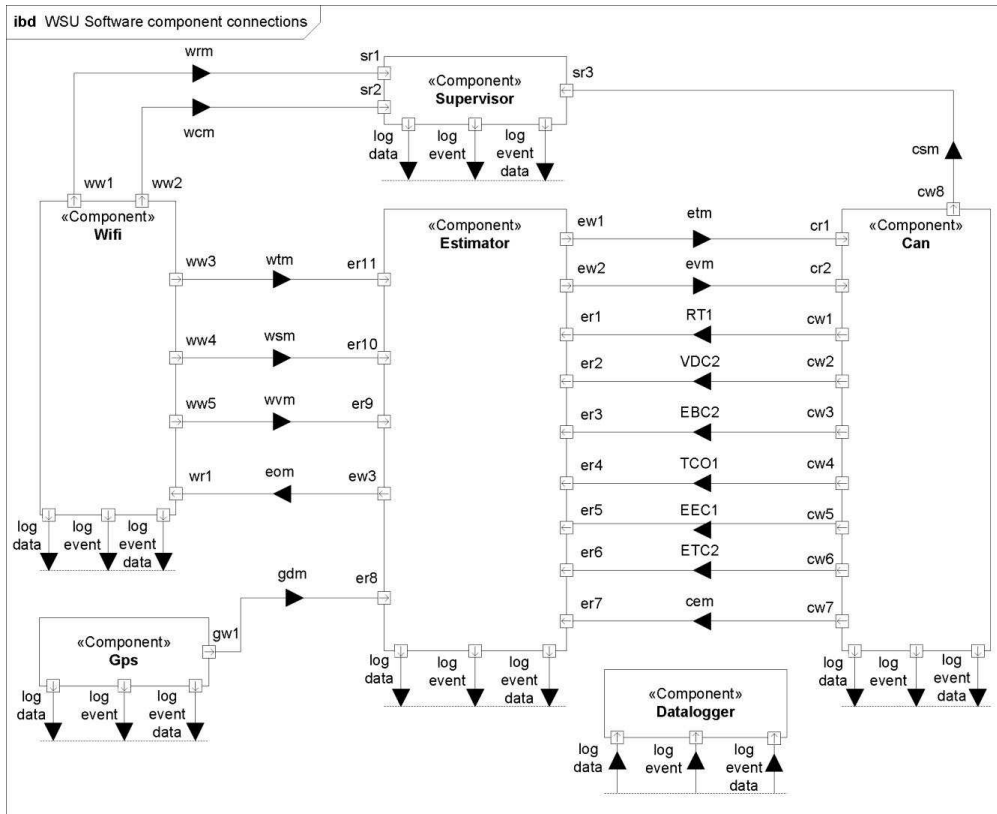 ibd WSU Software component connections
wrm
sr1
sr3
«Component»
Supervisor
sr2
wcm
log data
log event
log event data
csm
ww1
ww2
cw8
«Component»
Wifi
«Component»
Estimator
«Component»
Can
ew1
etm
cr1
ww3
wtm
er11
ew2
evm
cr2
er1
RT1
cw1
ww4
wsm
er10
er2
VDC2
cw2
ww5
wvm
er9
er3
EBC2
cw3
wr1
eom
ew3
er4
TCO1
cw4
er5
EEC1
cw5
log data
log event
log event data
er6
ETC2
cw6
gdm
er8
er7
cem
cw7
«Component»
Gps
gw1
log data
log event
log event data
log data
log event
log event data
log data
log event
log event data
«Component»
Datalogger
log data
log event
log event data